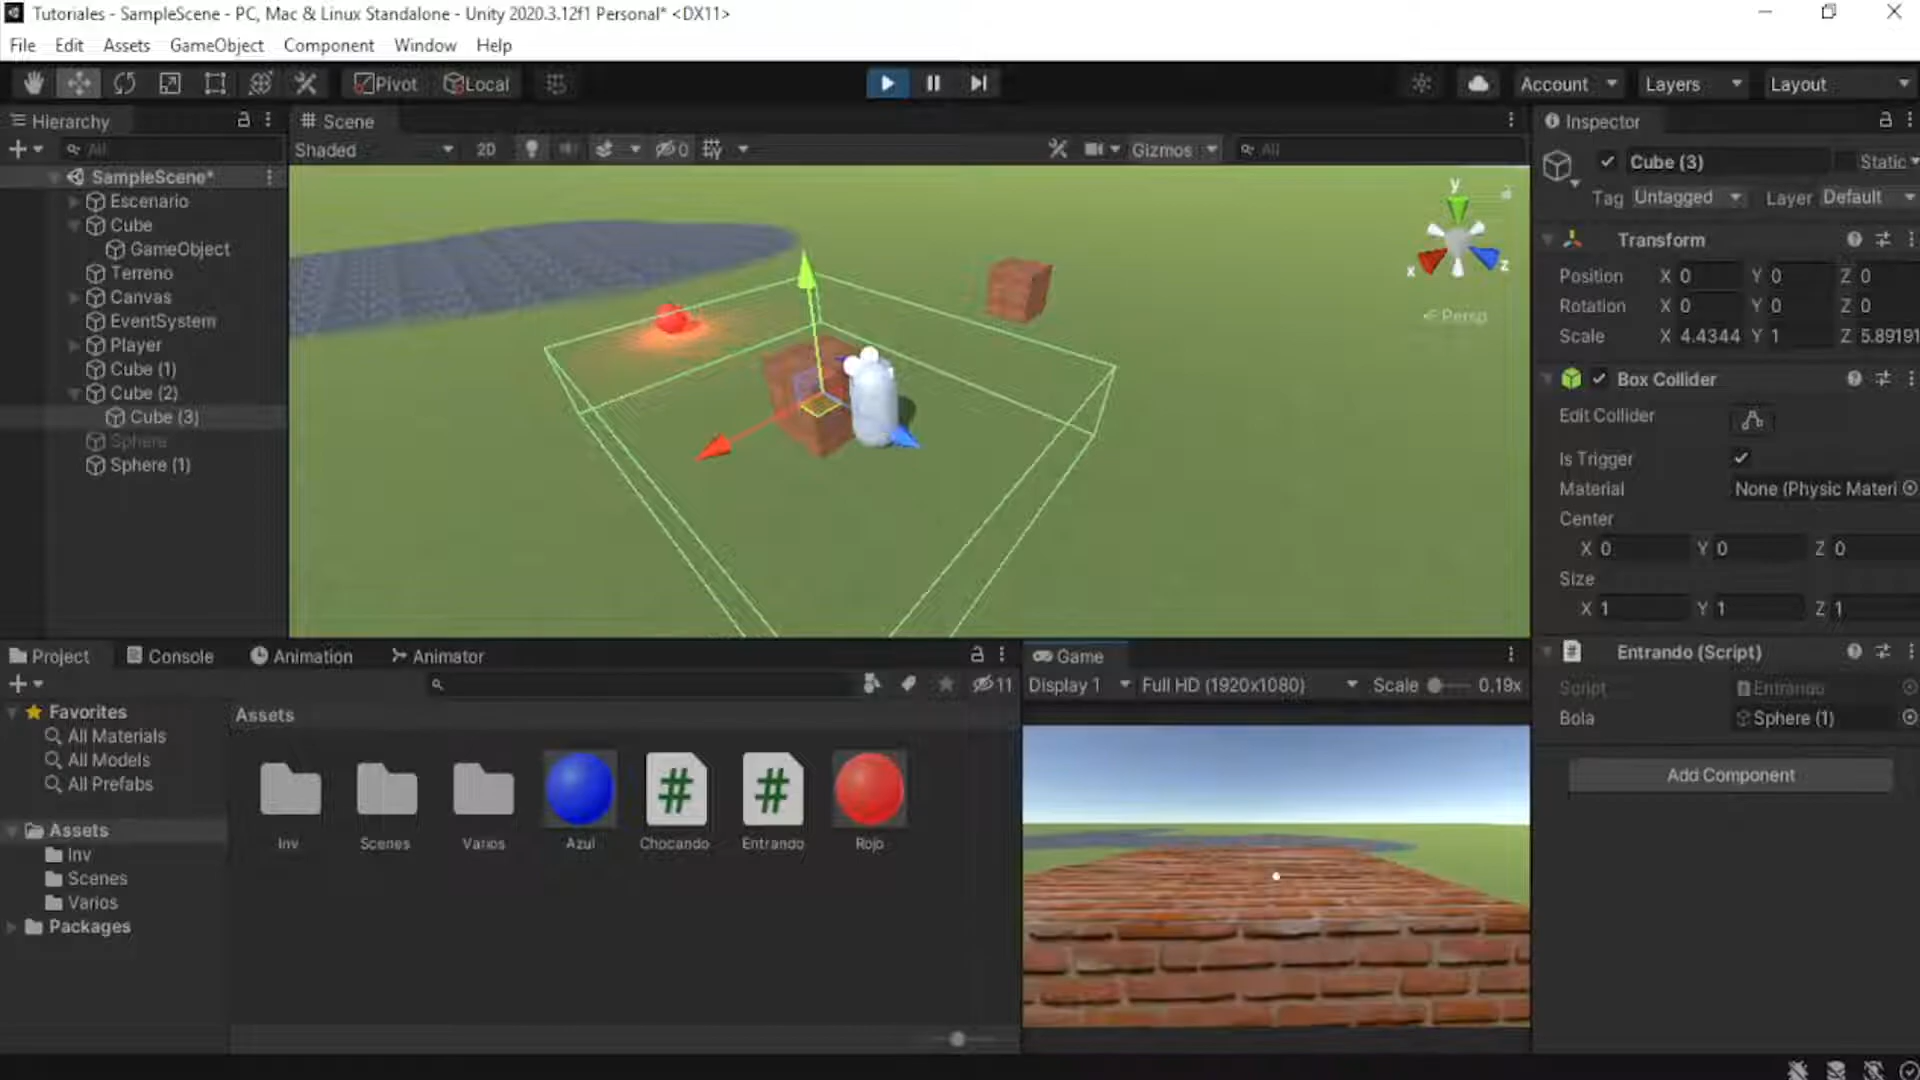 Tutoriales - SampleScene - PC, Mac & Linux Standalone - Unity 2020.3.12f1 Personal* <DX11>
File Edit Assets GameObject Component Window Help
Pivot Local Account Layers Layout
Hierarchy
All
SampleScene*
Escenario
Cube
GameObject
Terreno
Canvas
EventSystem
Player
Cube (1)
Cube (2)
Cube (3)
Sphere
Sphere (1)
Scene
Shaded 2D 0 Gizmos All
y
x z
Persp
Inspector
Cube (3) Static
Tag Untagged Layer Default
Transform
Position X 0 Y 0 Z 0
Rotation X 0 Y 0 Z 0
Scale X 4.4344 Y 1 Z 5.89191
Box Collider
Edit Collider
Is Trigger
Material None (Physic Materi
Center
X 0 Y 0 Z 0
Size
X 1 Y 1 Z 1
Entrando (Script)
Script Entrando
Bola Sphere (1)
Add Component
Project Console Animation Animator
11
Favorites
All Materials
All Models
All Prefabs
Assets
Inv
Scenes
Varios
Packages
Assets
Inv Scenes Varios Azul Chocando Entrando Rojo
Game
Display 1 Full HD (1920x1080) Scale 0.19x